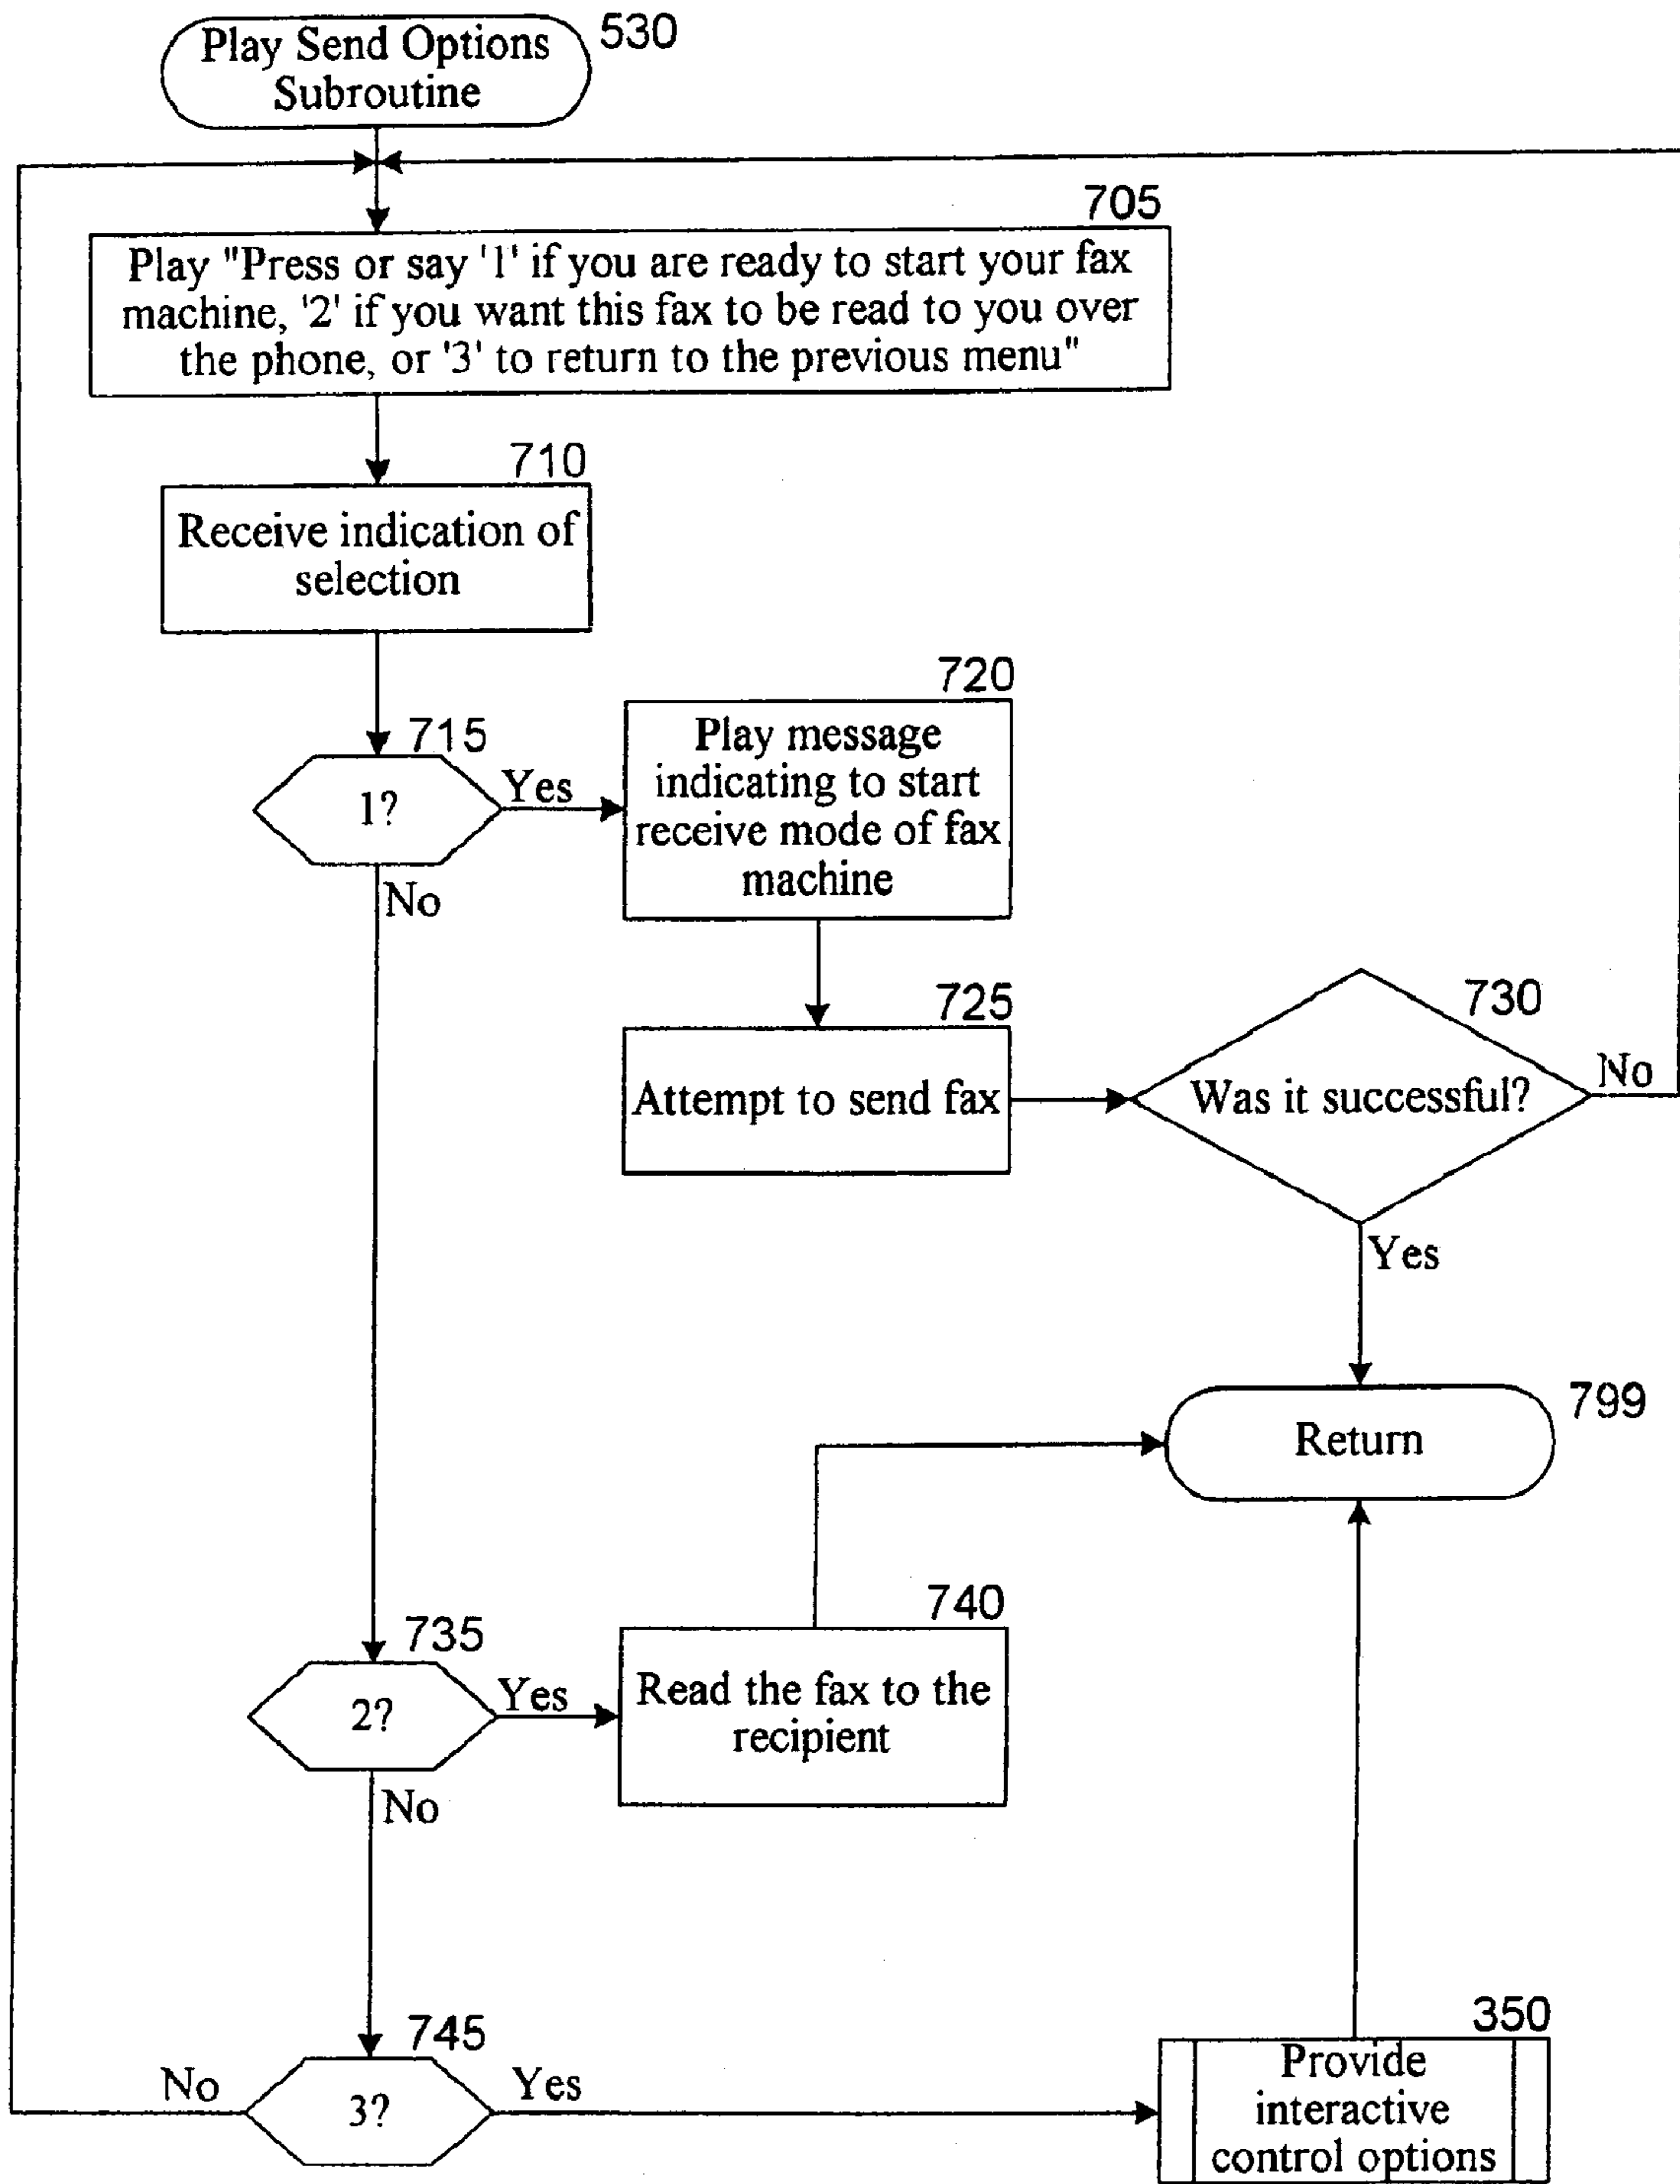 Play Send Options
Subroutine
530
705
Play "Press or say '1' if you are ready to start your fax
machine, '2' if you want this fax to be read to you over
the phone, or '3' to return to the previous menu"
710
Receive indication of
selection
715
1?
Yes
No
720
Play message
indicating to start
receive mode of fax
machine
725
Attempt to send fax
730
Was it successful?
No
Yes
799
Return
735
2?
Yes
No
740
Read the fax to the
recipient
745
3?
No
Yes
350
Provide
interactive
control options